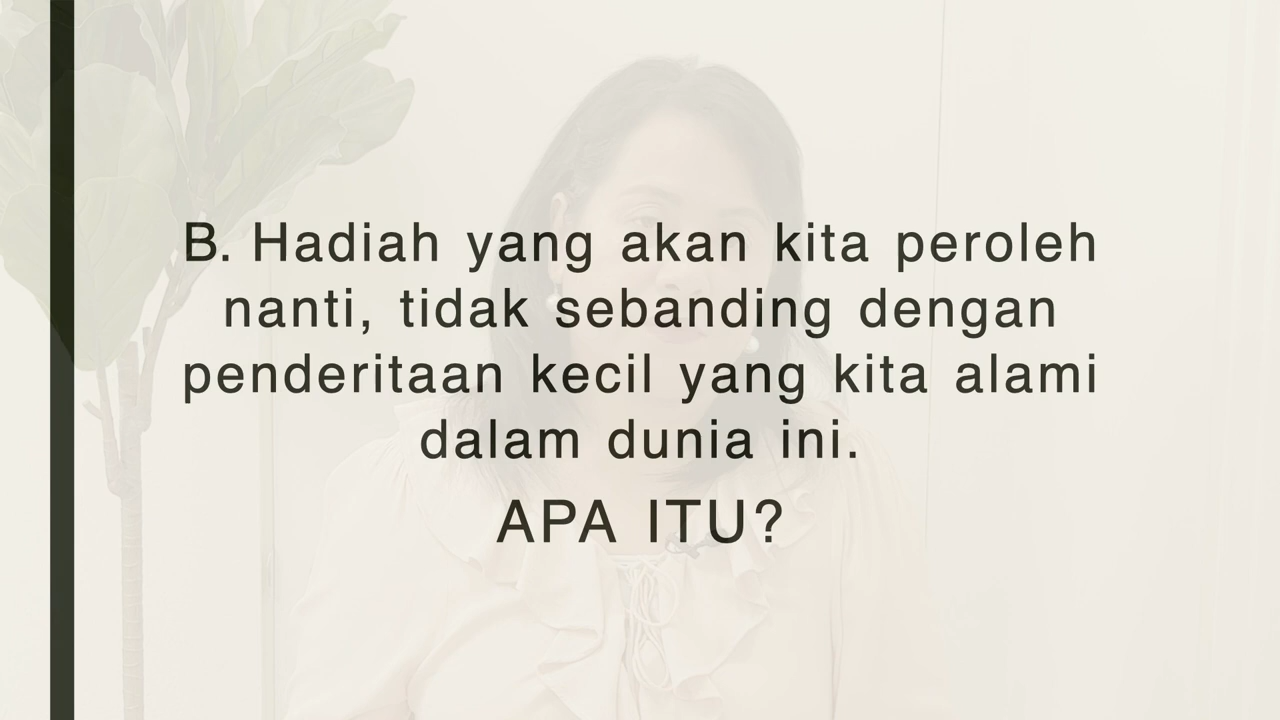 B. Hadiah yang akan kita peroleh
nanti, tidak sebanding dengan
penderitaan kecil yang kita alami
dalam dunia ini.
APA ITU?